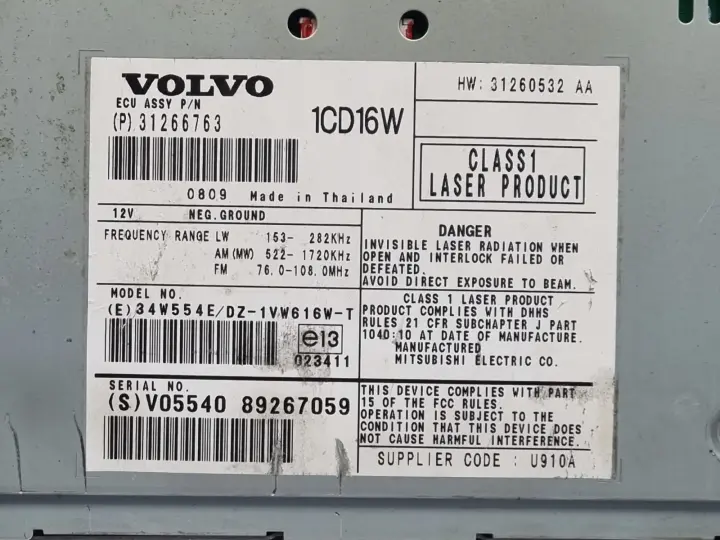 VOLVO
ECU ASSY P/N
(P) 31266763
1CD16W
HW: 31260532 AA
CLASS1
LASER PRODUCT
0809 Made in Thailand
12V NEG.GROUND
FREQUENCY RANGE LW 153- 282KHz
AM (MW) 522- 1720KHz
FM 76.0-108.0MHz
DANGER
INVISIBLE LASER RADIATION WHEN
OPEN AND INTERLOCK FAILED OR
DEFEATED.
AVOID DIRECT EXPOSURE TO BEAM.
MODEL NO.
(E)34W554E/DZ-1VW616W-T
e13
023411
CLASS 1 LASER PRODUCT
PRODUCT COMPLIES WITH DHHS
RULES 21 CFR SUBCHAPTER J PART
1040:10 AT DATE OF MANUFACTURE.
MANUFACTURED
MITSUBISHI ELECTRIC CO.
SERIAL NO.
(S)V05540 89267059
THIS DEVICE COMPLIES WITH PART
15 OF THE FCC RULES.
OPERATION IS SUBJECT TO THE
CONDITION THAT THIS DEVICE DOES
NOT CAUSE HARMFUL INTERFERENCE.
SUPPLIER CODE : U910A